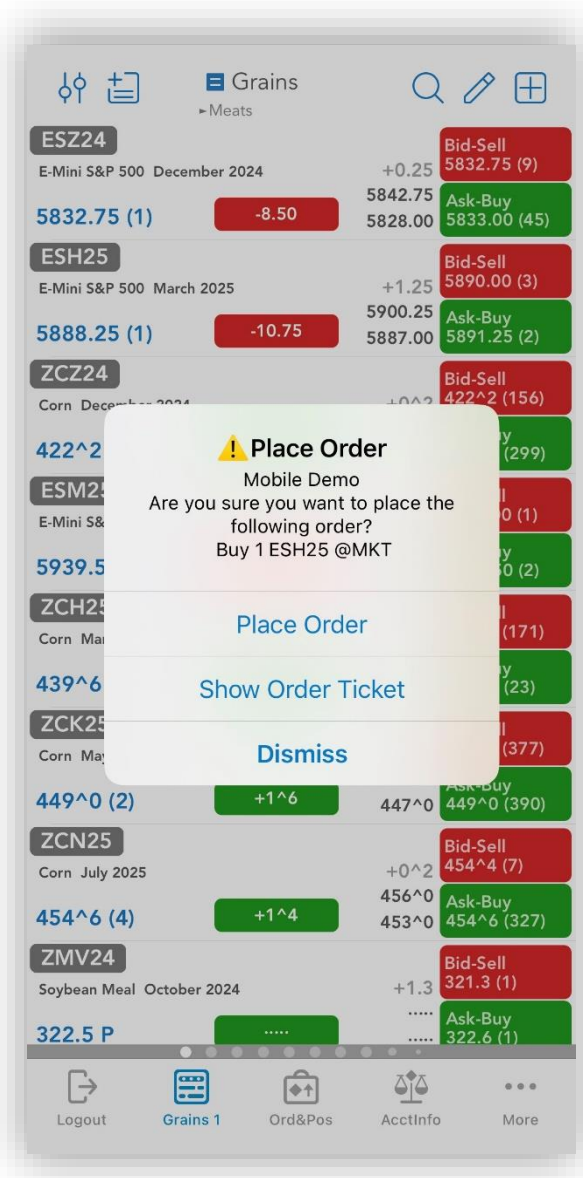 Grains
►Meats
ESZ24
E-Mini S&P 500 December 2024
+0.25
Bid-Sell
5832.75 (9)
5832.75 (1)
-8.50
5842.75
5828.00
Ask-Buy
5833.00 (45)
ESH25
E-Mini S&P 500 March 2025
+1.25
Bid-Sell
5890.00 (3)
5888.25 (1)
-10.75
5900.25
5887.00
Ask-Buy
5891.25 (2)
ZCZ24
Corn
+0^2
Bid-Sell
422^2 (156)
422^2
(299)
⚠️Place Order
Mobile Demo
Are you sure you want to place the
following order?
Buy 1 ESH25 @MKT
Place Order
Show Order Ticket
Dismiss
E-Mini
(1)
(2)
Corn
(171)
439^6
(23)
Corn
(377)
449^0 (2)
+1^6
447^0
Ask-Buy
449^0 (390)
ZCN25
Corn July 2025
+0^2
Bid-Sell
454^4 (7)
454^6 (4)
+1^4
456^0
453^0
Ask-Buy
454^6 (327)
ZMV24
Soybean Meal October 2024
+1.3
Bid-Sell
321.3 (1)
322.5 P
.....
.....
.....
Ask-Buy
322.6 (1)
Logout
Grains 1
Ord&Pos
AcctInfo
More